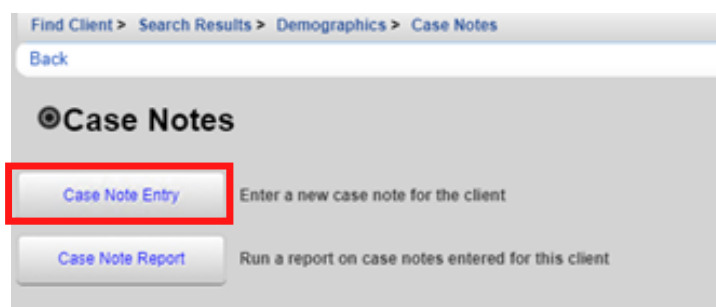 Find Client > Search Results > Demographics > Case Notes
Back
Case Notes
Case Note Entry Enter a new case note for the client
Case Note Report Run a report on case notes entered for this client